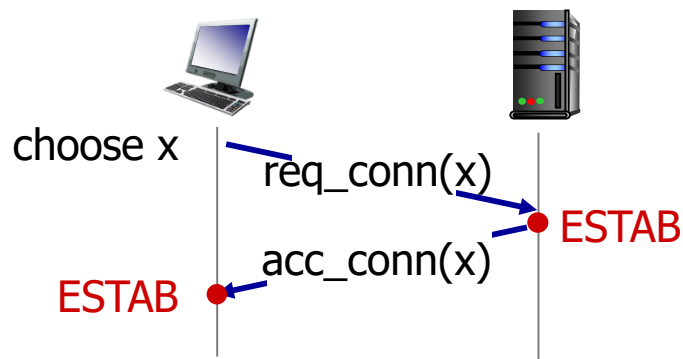 choose x
req_conn(x)
ESTAB
acc_conn(x)
ESTAB